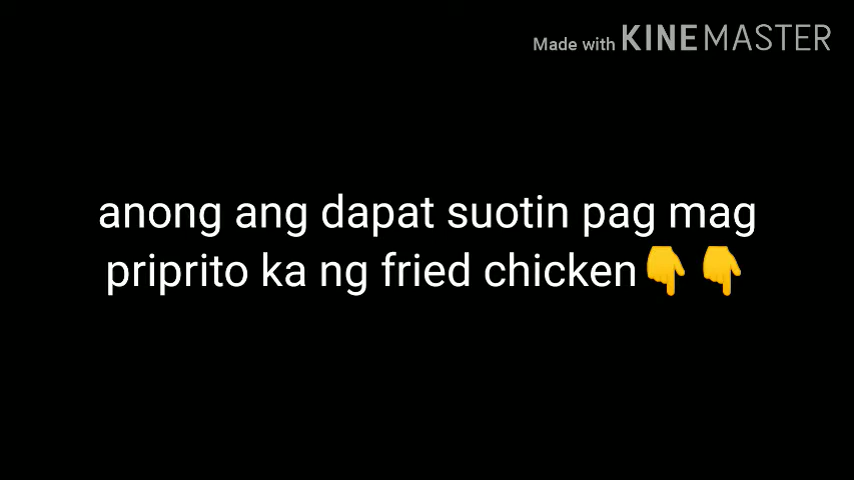 Made with KINEMASTER
anong ang dapat suotin pag mag
priprito ka ng fried chicken👇👇